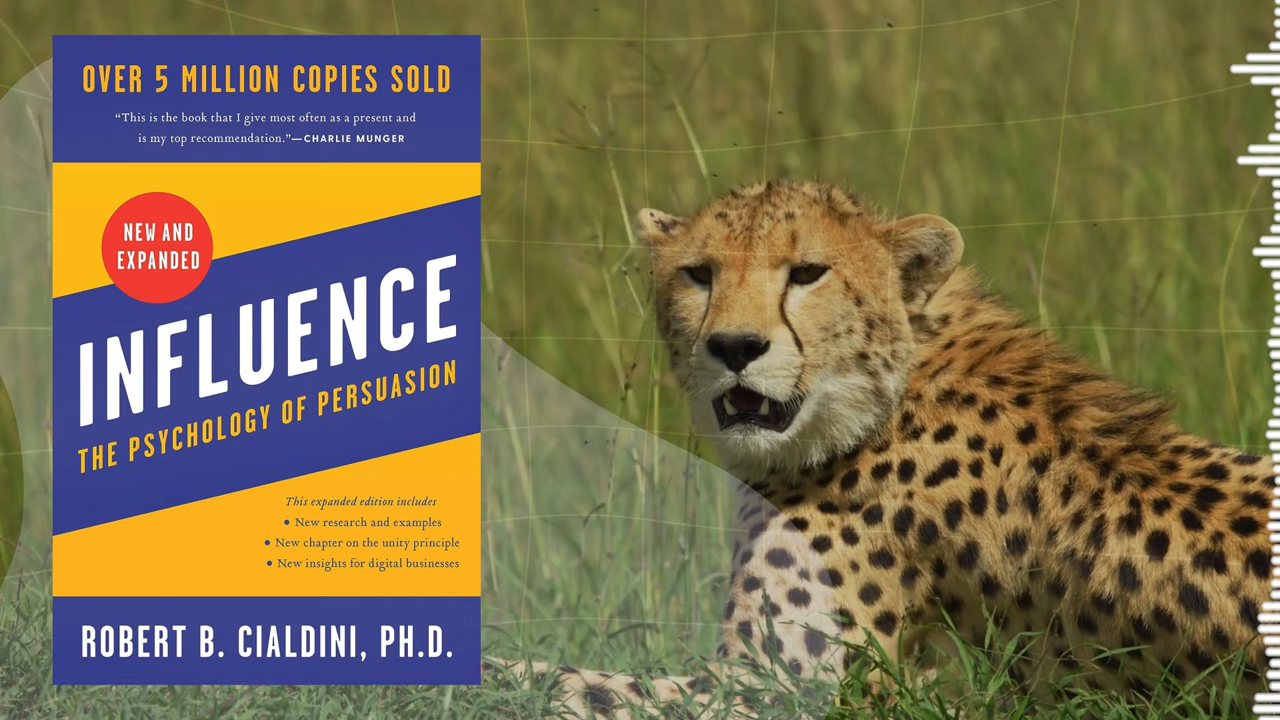 OVER 5 MILLION COPIES SOLD
“This is the book that I give most often as a present and
is my top recommendation.”—CHARLIE MUNGER
NEW AND
EXPANDED
INFLUENCE
THE PSYCHOLOGY OF PERSUASION
This expanded edition includes
• New research and examples
• New chapter on the unity principle
• New insights for digital businesses
ROBERT B. CIALDINI, PH.D.